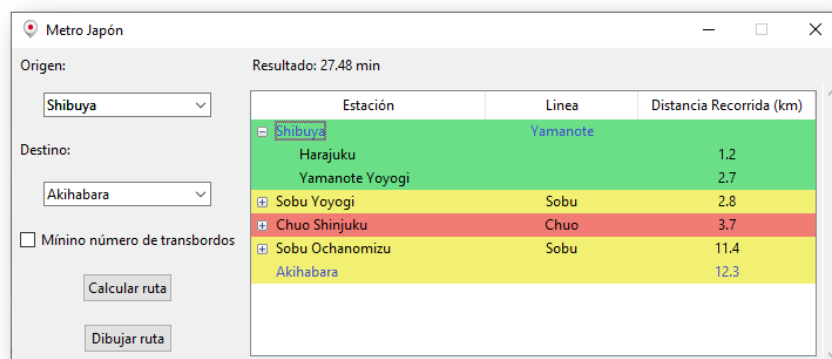 Metro Japón
Origen:
Resultado: 27.48 min
Shibuya
Estación Linea Distancia Recorrida (km)
Shibuya Yamanote
Harajuku 1.2
Destino:
Yamanote Yoyogi 2.7
Akihabara
Sobu Yoyogi Sobu 2.8
Chuo Shinjuku Chuo 3.7
Mínino número de transbordos
Sobu Ochanomizu Sobu 11.4
Akihabara 12.3
Calcular ruta
Dibujar ruta